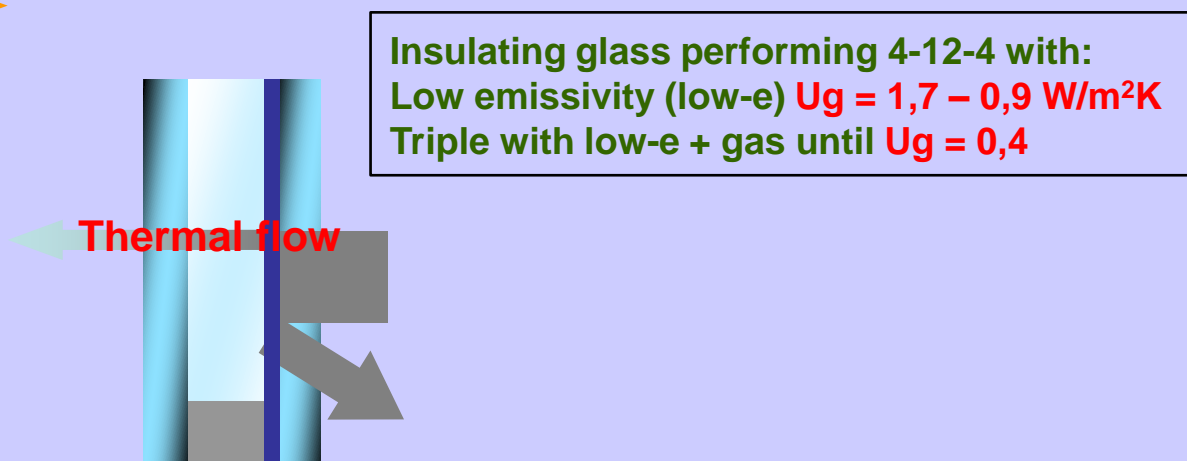 Insulating glass performing 4-12-4 with:
Low emissivity (low-e) Ug = 1,7 – 0,9 W/m²K
Triple with low-e + gas until Ug = 0,4
Thermal flow